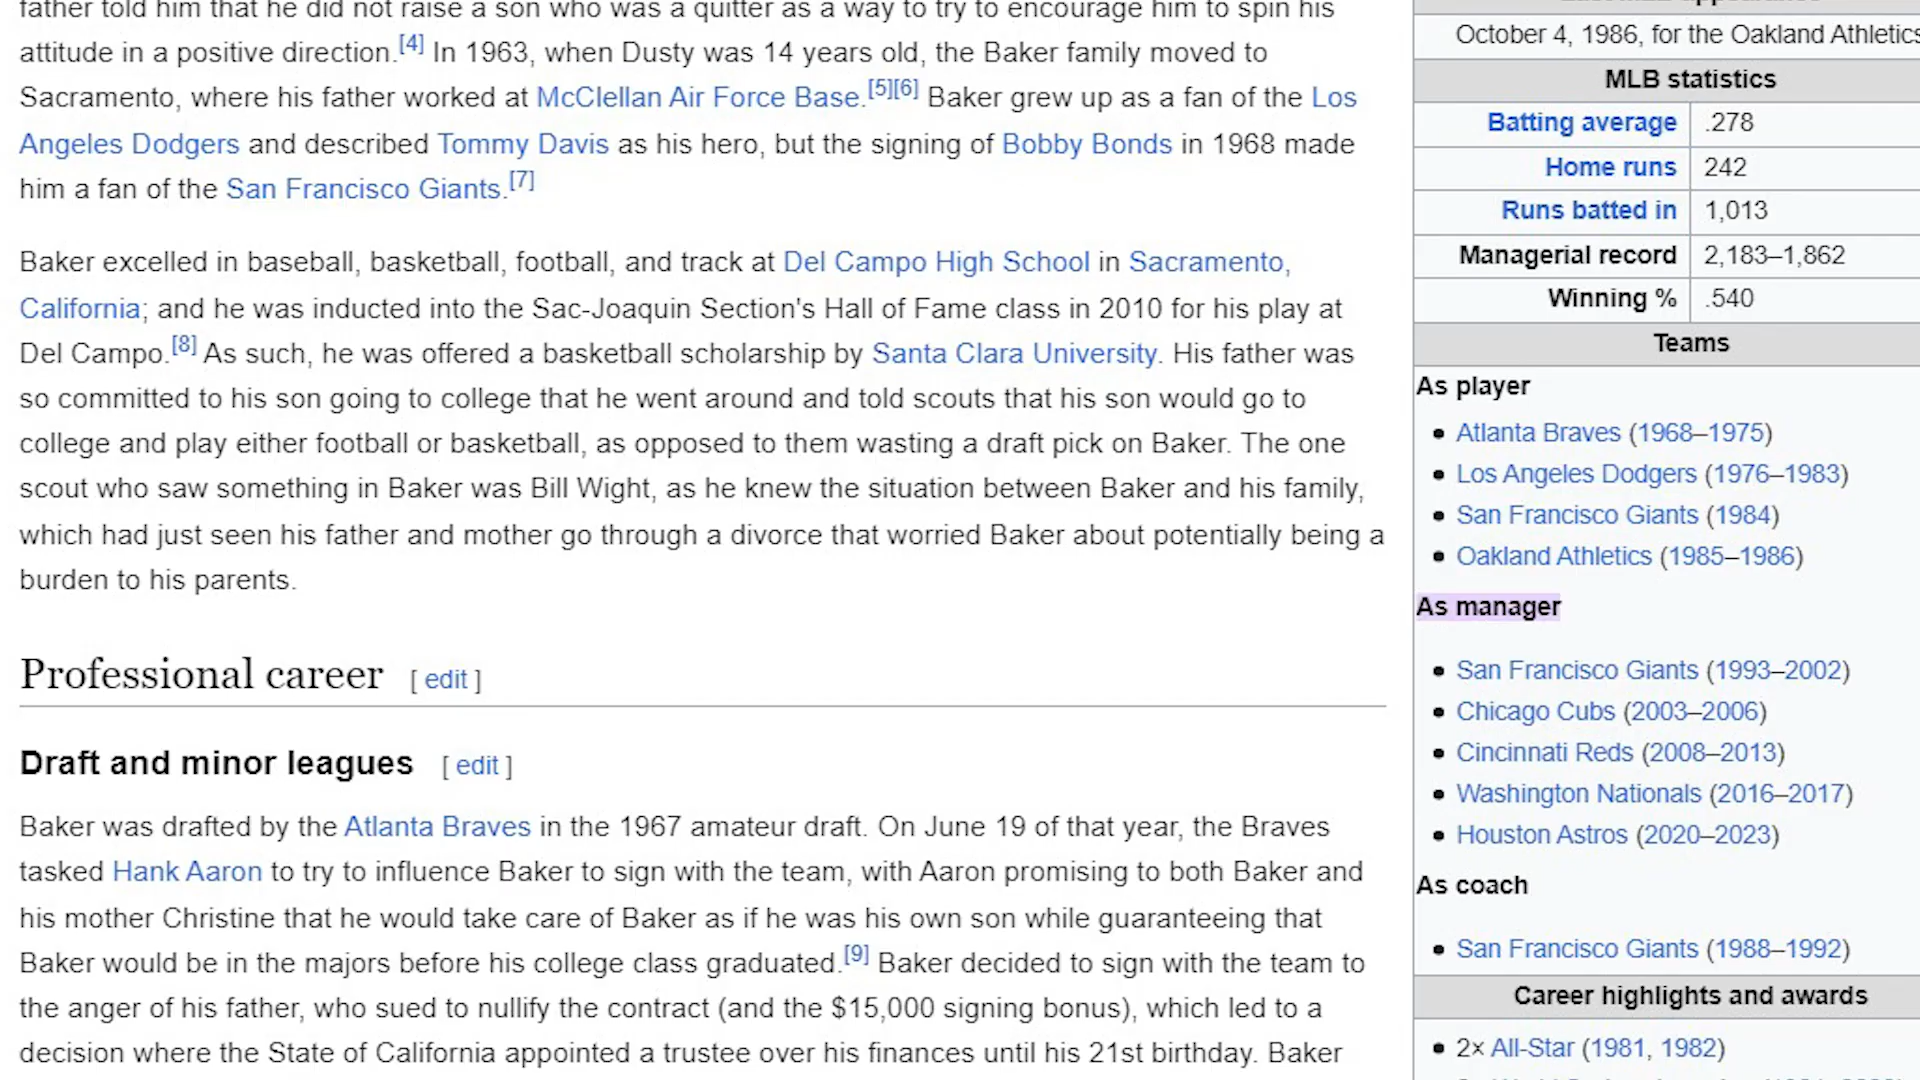 father told him that he did not raise a son who was a quitter as a way to try to encourage him to spin his
attitude in a positive direction.[4] In 1963, when Dusty was 14 years old, the Baker family moved to
Sacramento, where his father worked at McClellan Air Force Base.[5][6] Baker grew up as a fan of the Los
Angeles Dodgers and described Tommy Davis as his hero, but the signing of Bobby Bonds in 1968 made
him a fan of the San Francisco Giants.[7]
Baker excelled in baseball, basketball, football, and track at Del Campo High School in Sacramento,
California; and he was inducted into the Sac-Joaquin Section's Hall of Fame class in 2010 for his play at
Del Campo.[8] As such, he was offered a basketball scholarship by Santa Clara University. His father was
so committed to his son going to college that he went around and told scouts that his son would go to
college and play either football or basketball, as opposed to them wasting a draft pick on Baker. The one
scout who saw something in Baker was Bill Wight, as he knew the situation between Baker and his family,
which had just seen his father and mother go through a divorce that worried Baker about potentially being a
burden to his parents.
Professional career [ edit ]
Draft and minor leagues [ edit ]
Baker was drafted by the Atlanta Braves in the 1967 amateur draft. On June 19 of that year, the Braves
tasked Hank Aaron to try to influence Baker to sign with the team, with Aaron promising to both Baker and
his mother Christine that he would take care of Baker as if he was his own son while guaranteeing that
Baker would be in the majors before his college class graduated.[9] Baker decided to sign with the team to
the anger of his father, who sued to nullify the contract (and the $15,000 signing bonus), which led to a
decision where the State of California appointed a trustee over his finances until his 21st birthday. Baker
October 4, 1986, for the Oakland Athletics
MLB statistics
Batting average .278
Home runs 242
Runs batted in 1,013
Managerial record 2,183–1,862
Winning % .540
Teams
As player
• Atlanta Braves (1968–1975)
• Los Angeles Dodgers (1976–1983)
• San Francisco Giants (1984)
• Oakland Athletics (1985–1986)
As manager
• San Francisco Giants (1993–2002)
• Chicago Cubs (2003–2006)
• Cincinnati Reds (2008–2013)
• Washington Nationals (2016–2017)
• Houston Astros (2020–2023)
As coach
• San Francisco Giants (1988–1992)
Career highlights and awards
• 2× All-Star (1981, 1982)